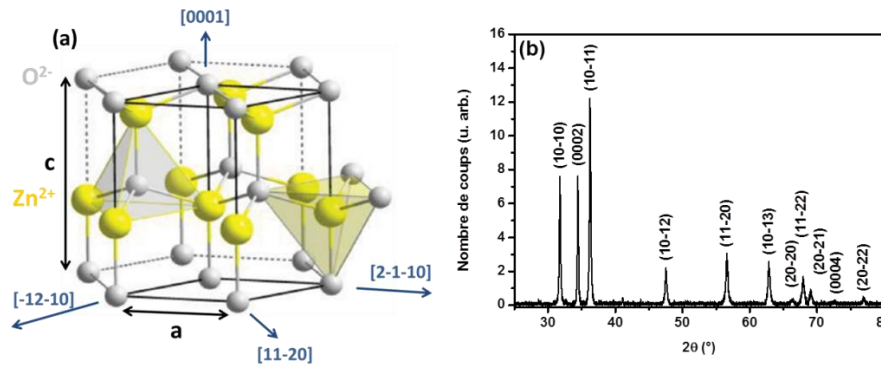 (a)
[0001]
O2-
c
Zn2+
[2-1-10]
[-12-10]
a
[11-20]
(b)
Nombre de coups (u. arb.)
16
14
12
10
8
6
4
2
0
(10-10)
(0002)
(10-11)
(10-12)
(11-20)
(10-13)
(20-20)
(11-22)
(20-21)
(0004)
(20-22)
30 40 50 60 70 80
2θ (°)